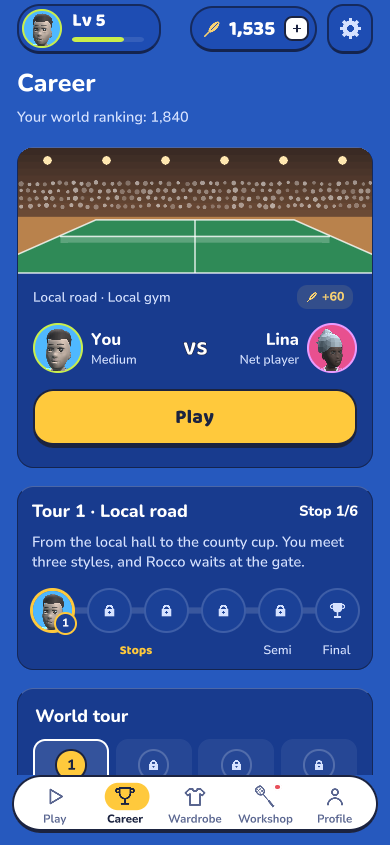 Lv 5
1,535
+
Career
Your world ranking: 1,840
Local road · Local gym
+60
You
Medium
VS
Lina
Net player
Play
Tour 1 · Local road
Stop 1/6
From the local hall to the county cup. You meet
three styles, and Rocco waits at the gate.
1
Stops
Semi
Final
World tour
1
Play
Career
Wardrobe
Workshop
Profile